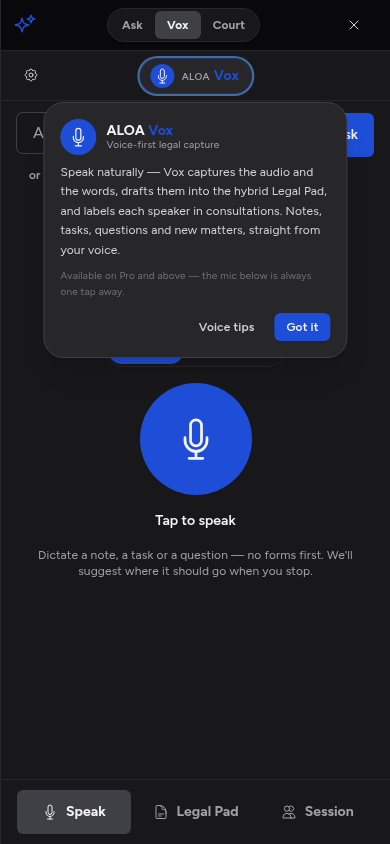 Ask Vox Court
ALOA Vox
ALOA Vox
Voice-first legal capture
Speak naturally — Vox captures the audio and
the words, drafts them into the hybrid Legal Pad,
and labels each speaker in consultations. Notes,
tasks, questions and new matters, straight from
your voice.
Available on Pro and above — the mic below is always
one tap away.
Voice tips Got it
or
Tap to speak
Dictate a note, a task or a question — no forms first. We'll
suggest where it should go when you stop.
Speak Legal Pad Session